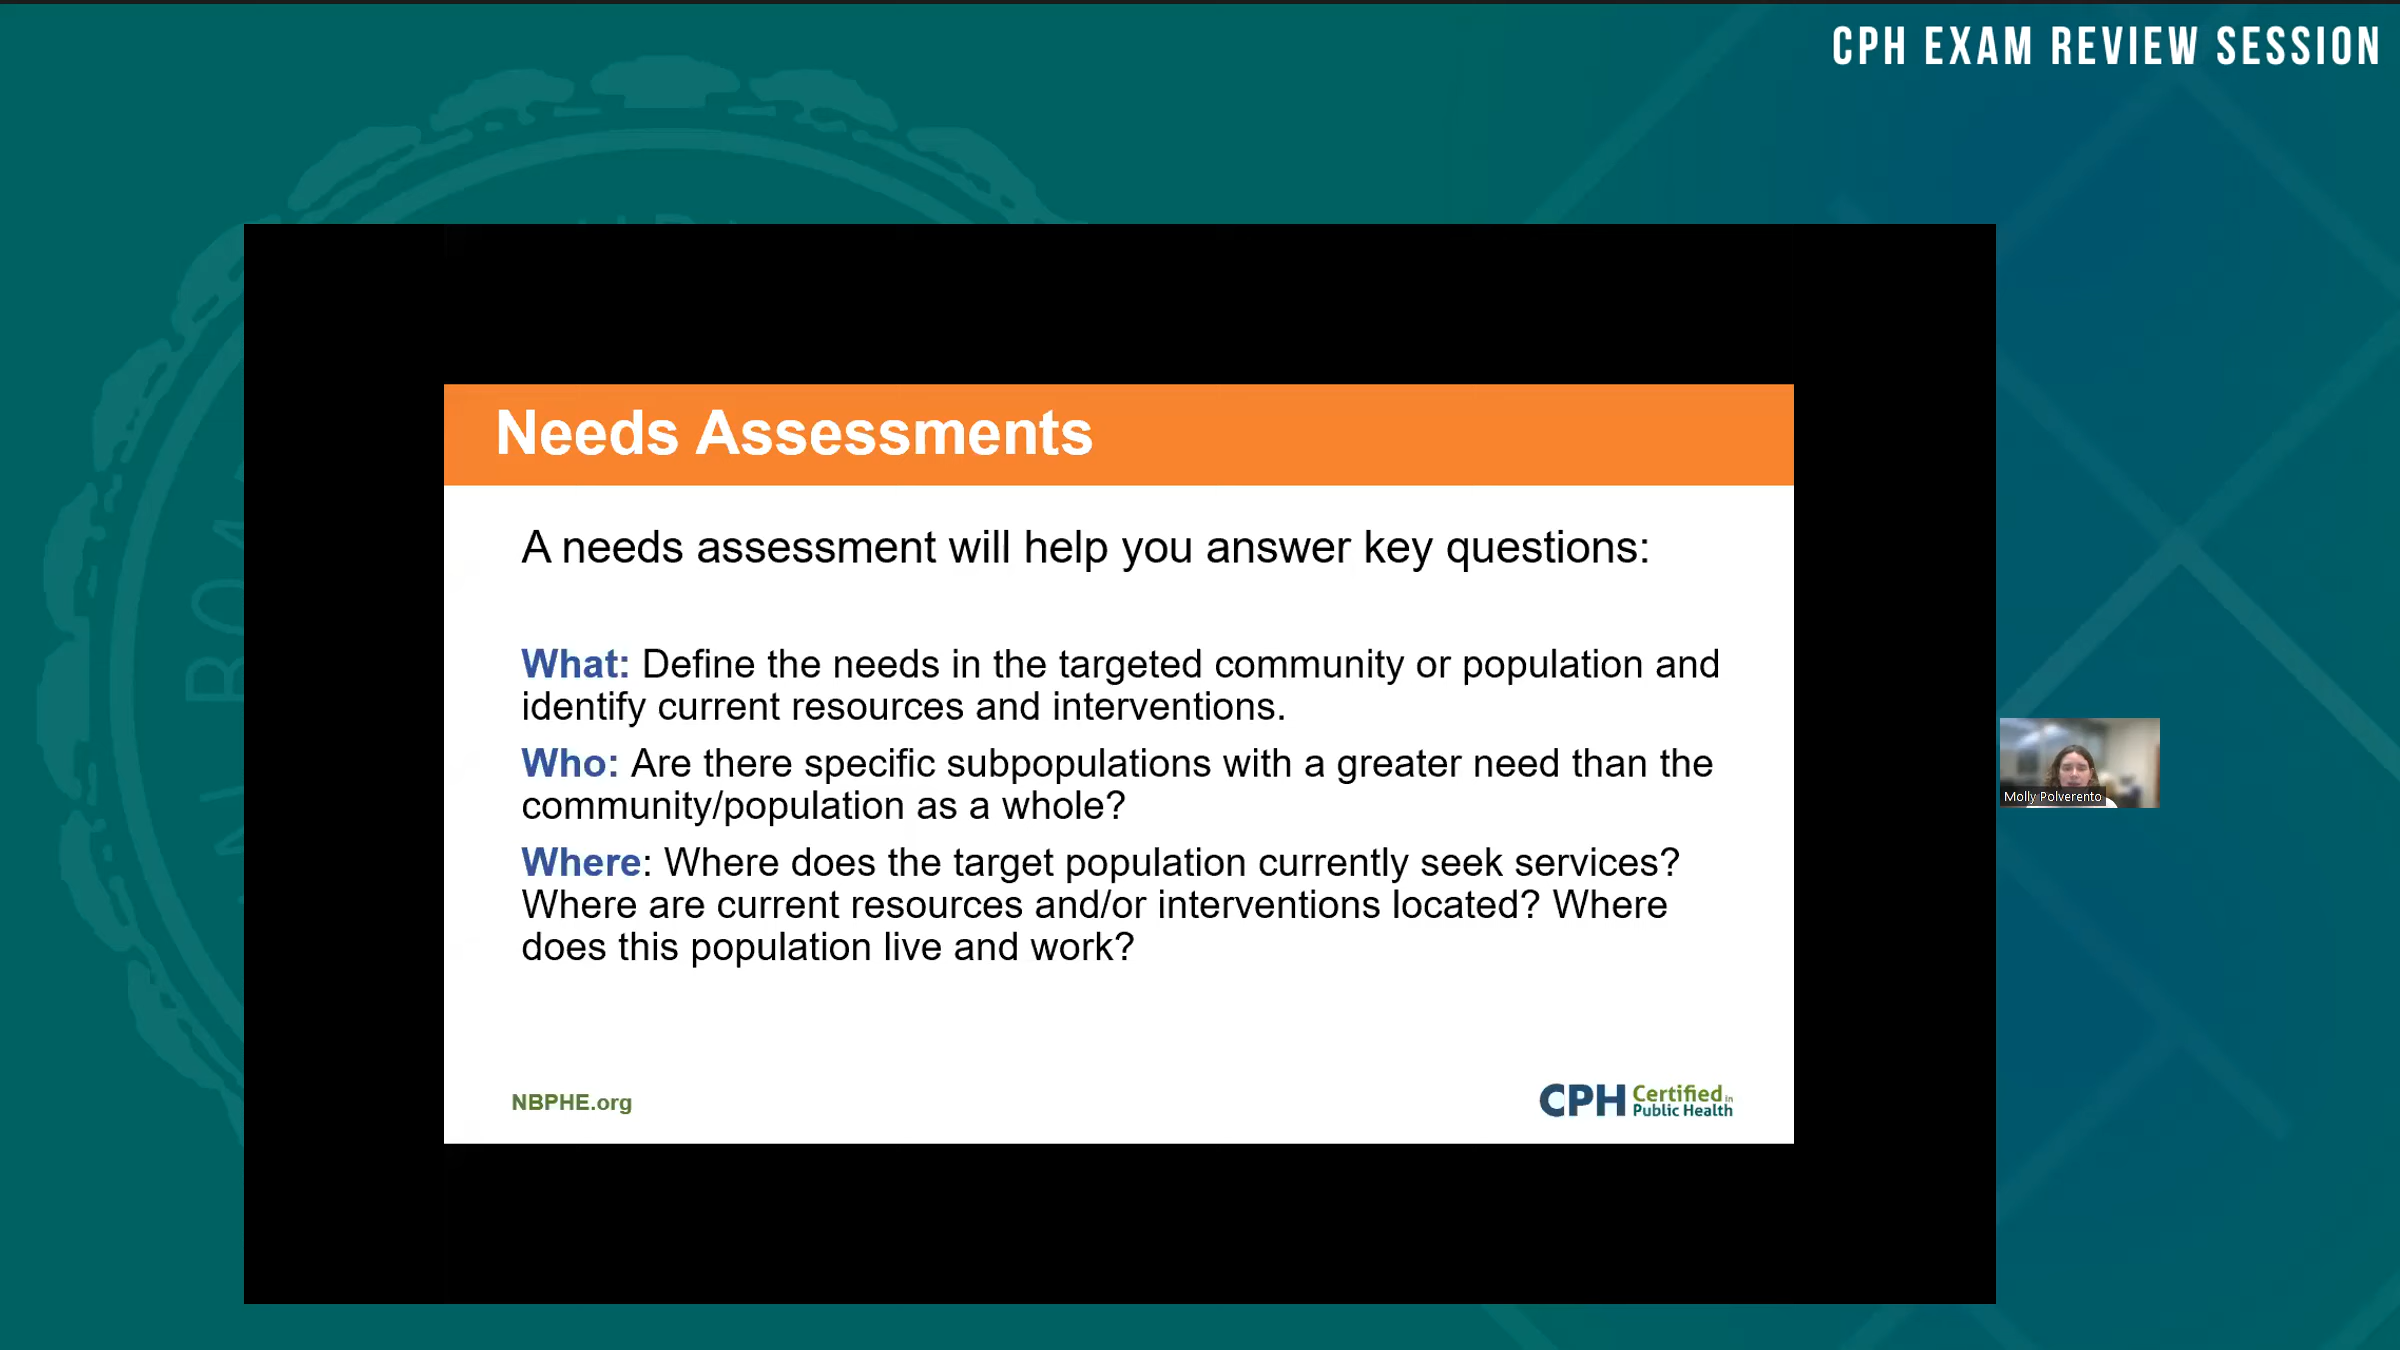 CPH EXAM REVIEW SESSION
Needs Assessments
A needs assessment will help you answer key questions:
What: Define the needs in the targeted community or population and
identify current resources and interventions.
Who: Are there specific subpopulations with a greater need than the
community/population as a whole?
Where: Where does the target population currently seek services?
Where are current resources and/or interventions located? Where
does this population live and work?
Molly Polverento
NBPHE.org
CPH Certified in
Public Health